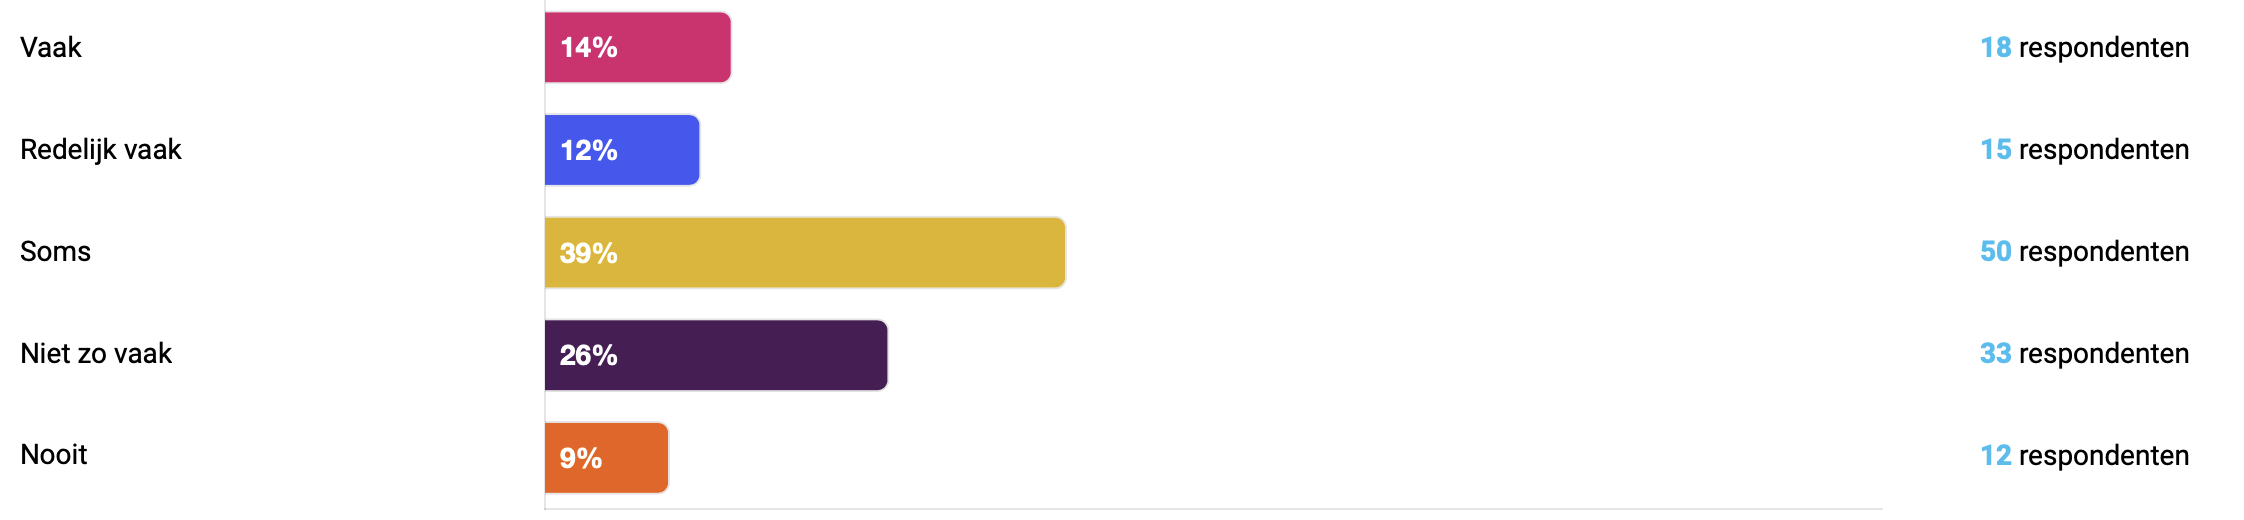 Vaak 14% 18 respondenten
Redelijk vaak 12% 15 respondenten
Soms 39% 50 respondenten
Niet zo vaak 26% 33 respondenten
Nooit 9% 12 respondenten